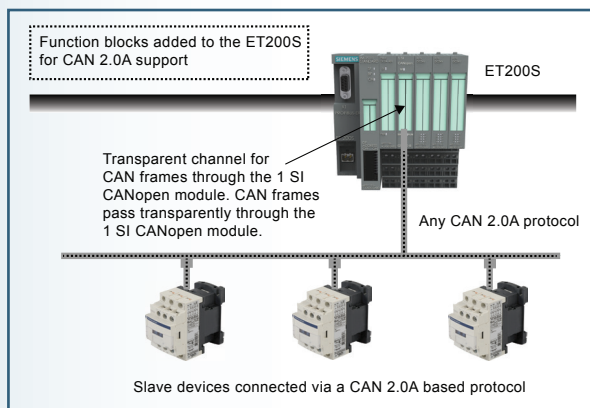 Function blocks added to the ET200S
for CAN 2.0A support
SIEMENS
ET200S
Transparent channel for
CAN frames through the 1 SI
CANopen module. CAN frames
pass transparently through the
1 SI CANopen module.
Any CAN 2.0A protocol
Slave devices connected via a CAN 2.0A based protocol